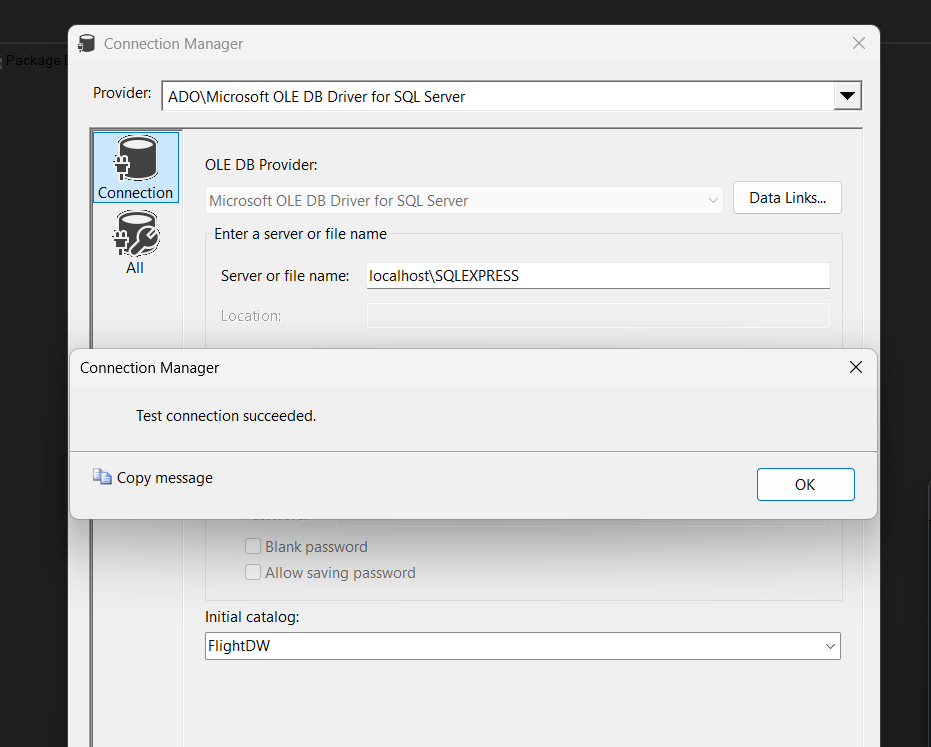 Connection Manager
Package
Provider: ADO\Microsoft OLE DB Driver for SQL Server
Connection
All
OLE DB Provider:
Microsoft OLE DB Driver for SQL Server Data Links...
Enter a server or file name
Server or file name: localhost\SQLEXPRESS
Location:
Connection Manager
Test connection succeeded.
Copy message OK
Blank password
Allow saving password
Initial catalog:
FlightDW